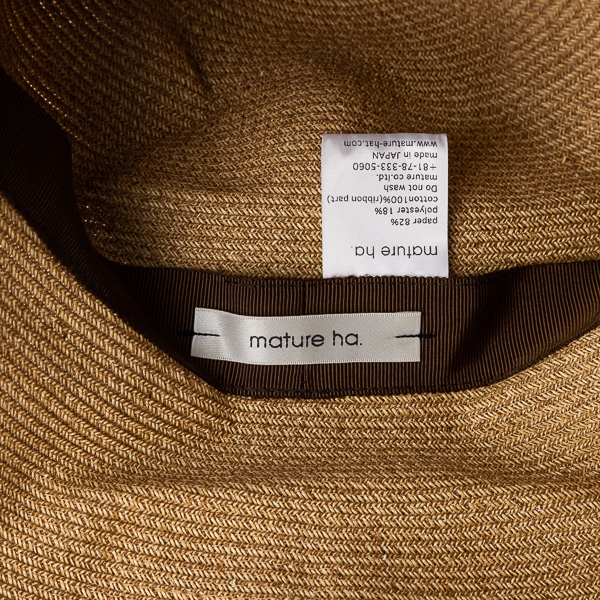 mature ha.
paper 82%
polyester 18%
cotton100%(ribbon part)
Do not wash
mature co.ltd.
+81-78-333-5060
made in JAPAN
www.mature-hat.com
mature ha.